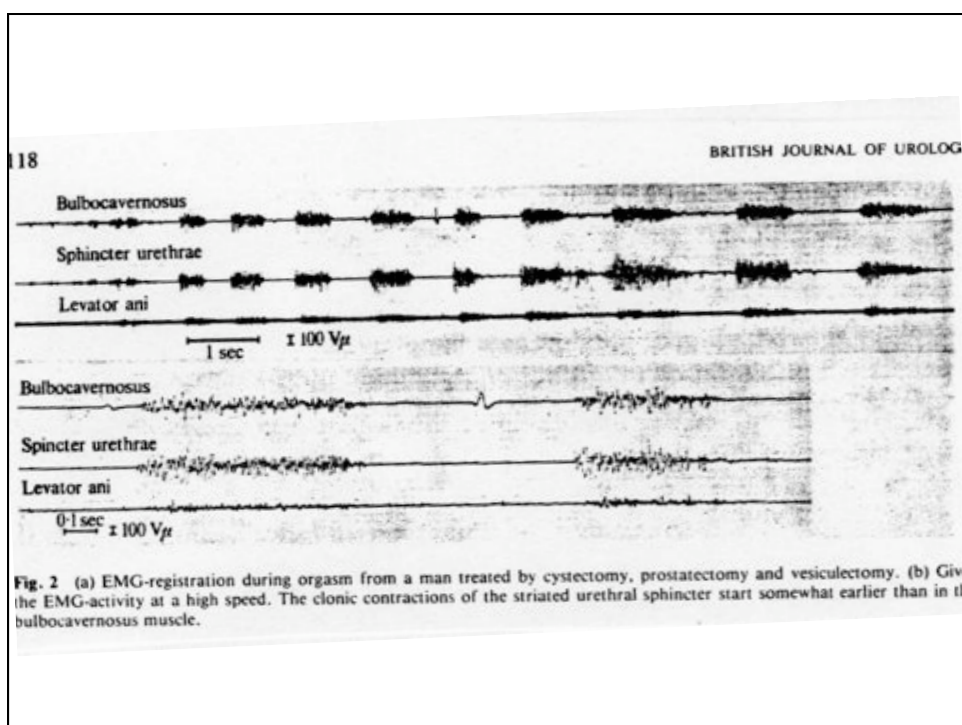 118
BRITISH JOURNAL OF UROLOG
Bulbocavernosus
Sphincter urethrae
Levator ani
1 sec
I 100 Vμ
Bulbocavernosus
Spincter urethrae
Levator ani
0·1 sec
I 100 Vμ
Fig. 2 (a) EMG-registration during orgasm from a man treated by cystectomy, prostatectomy and vesiculectomy. (b) Giv
the EMG-activity at a high speed. The clonic contractions of the striated urethral sphincter start somewhat earlier than in t
bulbocavernosus muscle.